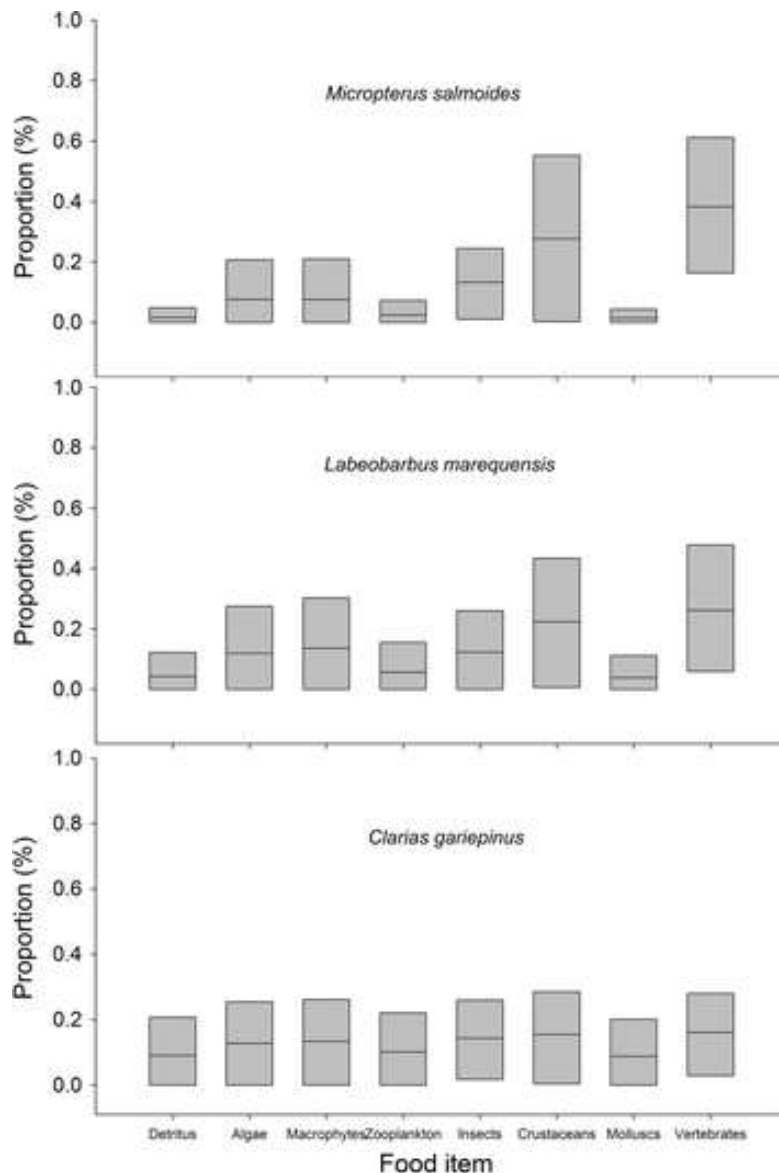 1.0
0.8
Micropterus salmoides
0.6
0.4
0.2
0.0
Proportion (%)
1.0
0.8
Labeobarbus marequensis
0.6
0.4
0.2
0.0
Proportion (%)
1.0
0.8
Clarias gariepinus
0.6
0.4
0.2
0.0
Proportion (%)
Detritus Algae Macrophytes Zooplankton Insects Crustaceans Molluscs Vertebrates
Food item